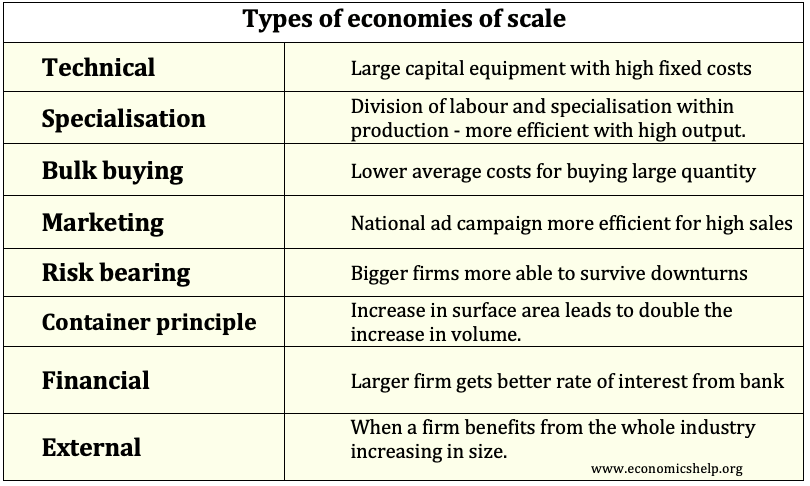 Types of economies of scale
Technical
Large capital equipment with high fixed costs
Specialisation
Division of labour and specialisation within
production - more efficient with high output.
Bulk buying
Lower average costs for buying large quantity
Marketing
National ad campaign more efficient for high sales
Risk bearing
Bigger firms more able to survive downturns
Container principle
Increase in surface area leads to double the
increase in volume.
Financial
Larger firm gets better rate of interest from bank
External
When a firm benefits from the whole industry
increasing in size.
www.economicshelp.org